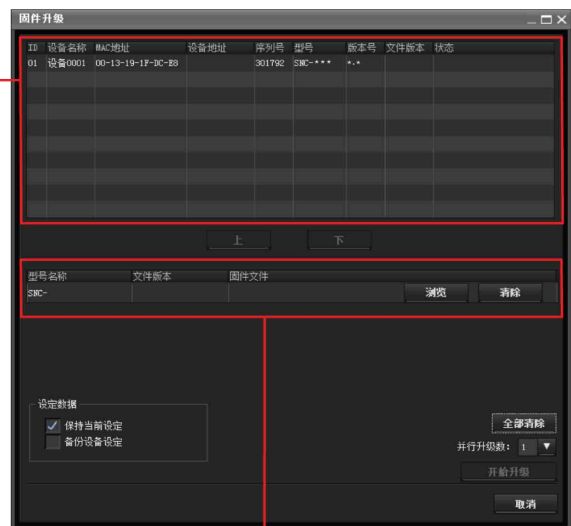 固件升级
ID 设备名称 MAC地址 设备地址 序列号 型号 版本号 文件版本 状态
01 设备0001 00-13-19-1F-DC-E8 301792 SNC-*** *.*
上 下
型号名称 文件版本 固件文件
SNC- 浏览 清除
设定数据
保持当前设定
备份设备设定
全部清除
并行升级数： 1
开始升级
取消